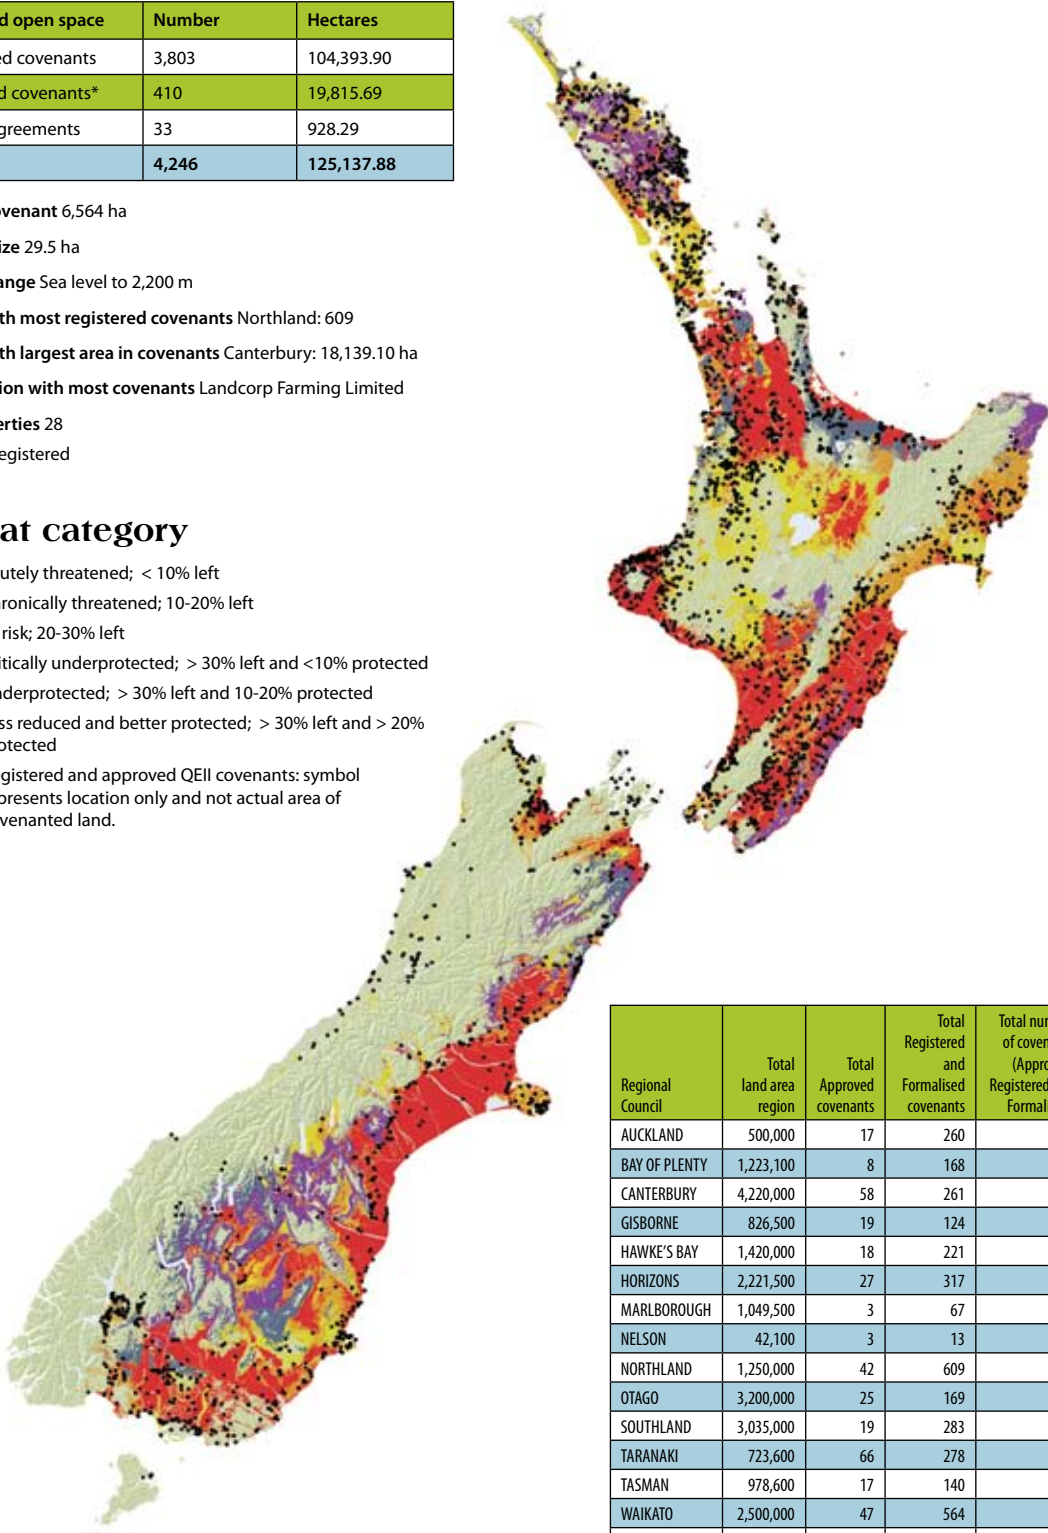 d open space Number Hectares
ed covenants 3,803 104,393.90
d covenants* 410 19,815.69
greements 33 928.29
4,246 125,137.88
ovenant 6,564 ha
ize 29.5 ha
ange Sea level to 2,200 m
th most registered covenants Northland: 609
th largest area in covenants Canterbury: 18,139.10 ha
ion with most covenants Landcorp Farming Limited
erties 28
egistered
at category
utely threatened; < 10% left
ronically threatened; 10-20% left
risk; 20-30% left
itically underprotected; > 30% left and <10% protected
nderprotected; > 30% left and 10-20% protected
ss reduced and better protected; > 30% left and > 20%
otected
egistered and approved QEII covenants: symbol
presents location only and not actual area of
venanted land.
Regional Council Total land area region Total Approved covenants Total Registered and Formalised covenants Total nu of coven (Appro Registered Formal
AUCKLAND 500,000 17 260
BAY OF PLENTY 1,223,100 8 168
CANTERBURY 4,220,000 58 261
GISBORNE 826,500 19 124
HAWKE'S BAY 1,420,000 18 221
HORIZONS 2,221,500 27 317
MARLBOROUGH 1,049,500 3 67
NELSON 42,100 3 13
NORTHLAND 1,250,000 42 609
OTAGO 3,200,000 25 169
SOUTHLAND 3,035,000 19 283
TARANAKI 723,600 66 278
TASMAN 978,600 17 140
WAIKATO 2,500,000 47 564